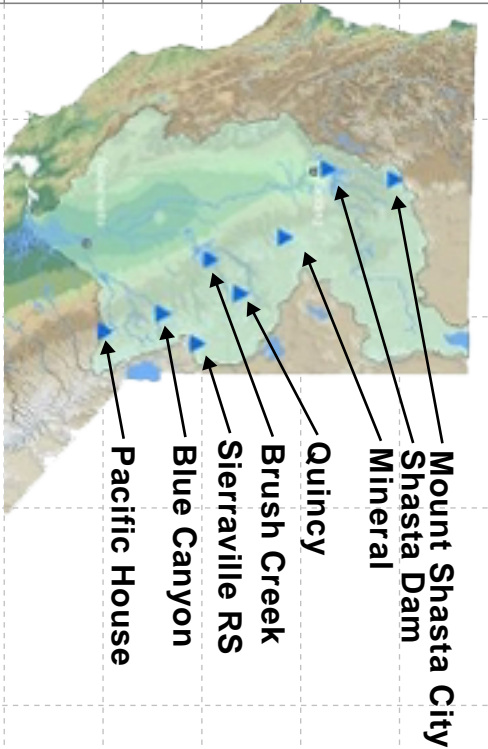 Mount Shasta City
Shasta Dam
Mineral
Quincy
Brush Creek
Sierraville RS
Blue Canyon
Pacific House